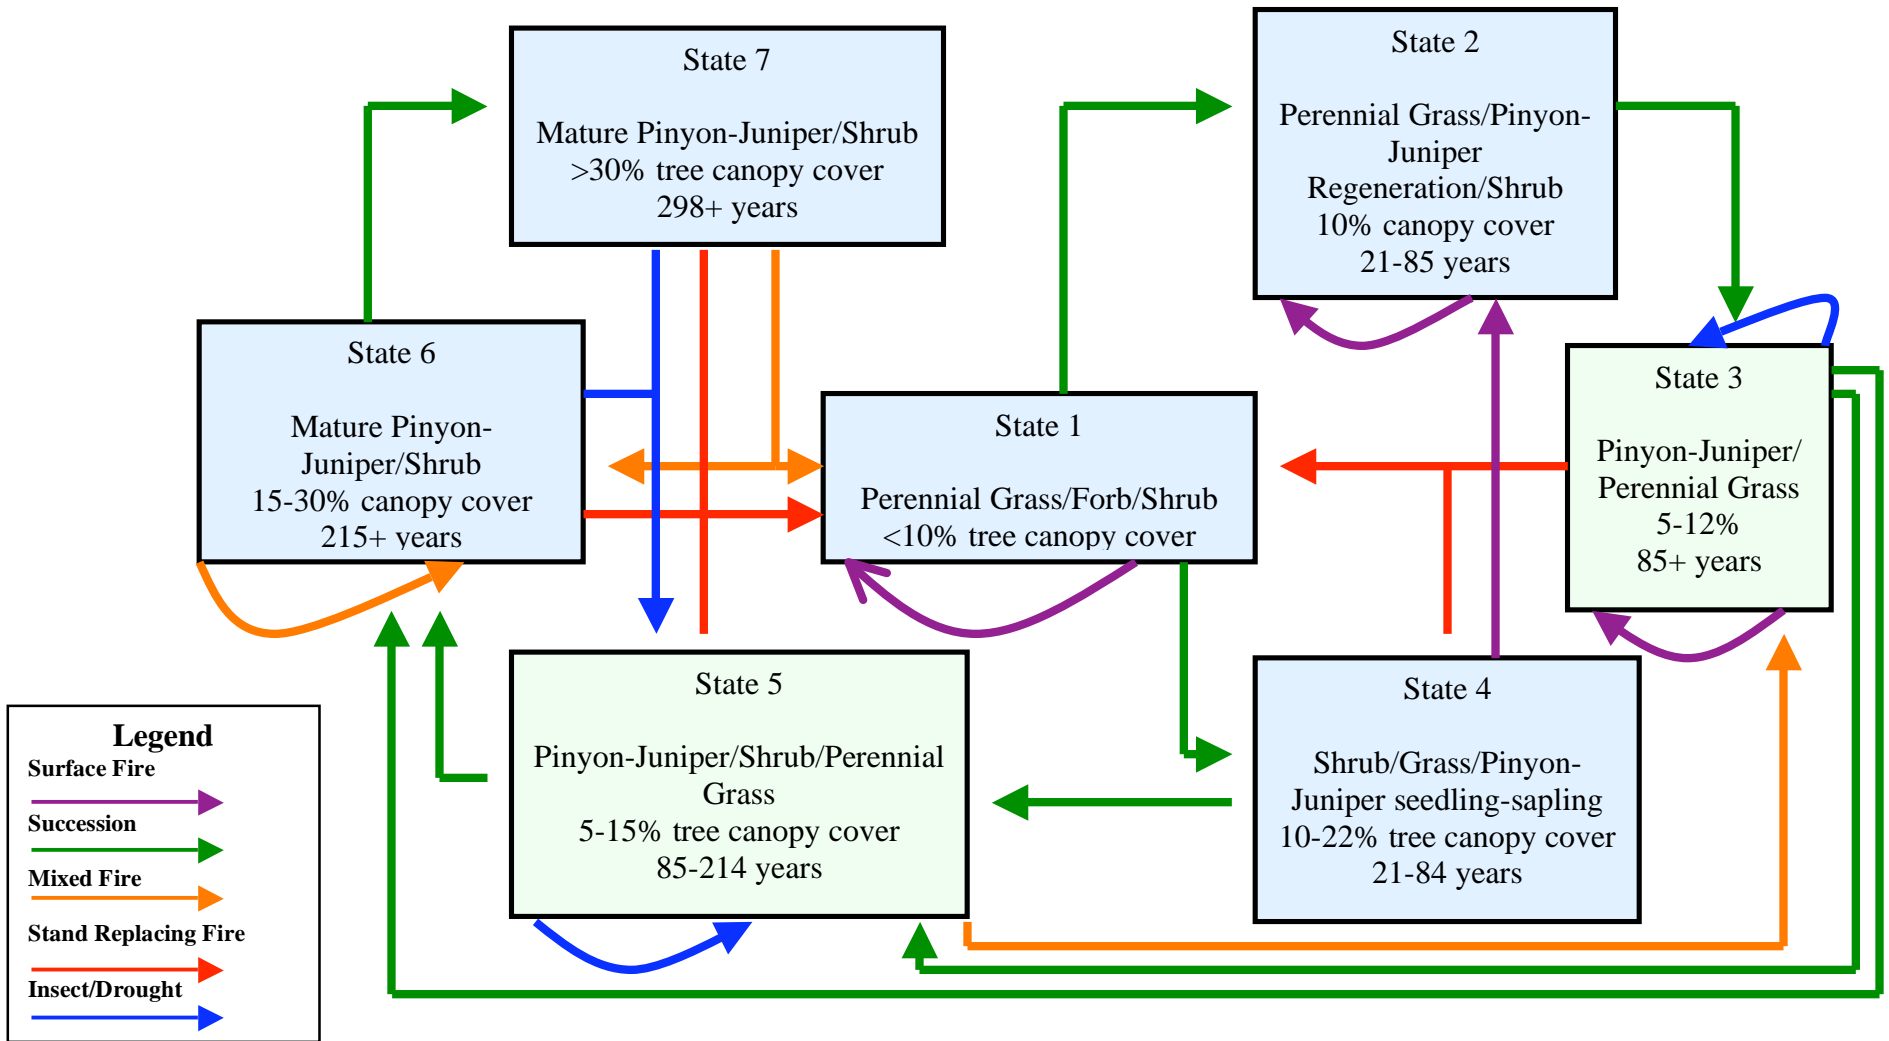 State 7
Mature Pinyon-Juniper/Shrub
>30% tree canopy cover
298+ years
State 2
Perennial Grass/Pinyon-
Juniper
Regeneration/Shrub
10% canopy cover
21-85 years
State 6
Mature Pinyon-
Juniper/Shrub
15-30% canopy cover
215+ years
State 1
Perennial Grass/Forb/Shrub
<10% tree canopy cover
State 3
Pinyon-Juniper/
Perennial Grass
5-12%
85+ years
State 5
Pinyon-Juniper/Shrub/Perennial
Grass
5-15% tree canopy cover
85-214 years
State 4
Shrub/Grass/Pinyon-
Juniper seedling-sapling
10-22% tree canopy cover
21-84 years
Legend
Surface Fire
Succession
Mixed Fire
Stand Replacing Fire
Insect/Drought